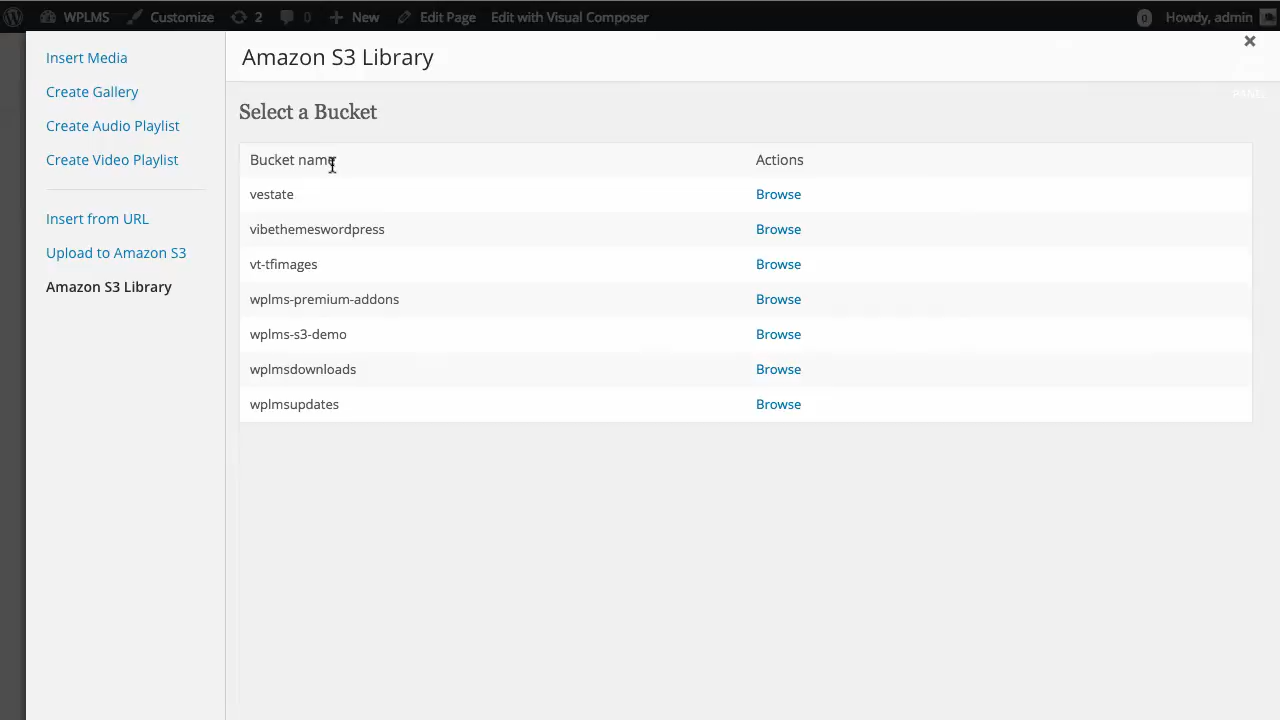 WPLMS Customize 2 0 New Edit Page Edit with Visual Composer 0 Howdy, admin
Insert Media
Create Gallery
Create Audio Playlist
Create Video Playlist
Insert from URL
Upload to Amazon S3
Amazon S3 Library
Amazon S3 Library
Select a Bucket
Bucket name Actions
vestate Browse
vibethemeswordpress Browse
vt-tfimages Browse
wplms-premium-addons Browse
wplms-s3-demo Browse
wplmsdownloads Browse
wplmsupdates Browse